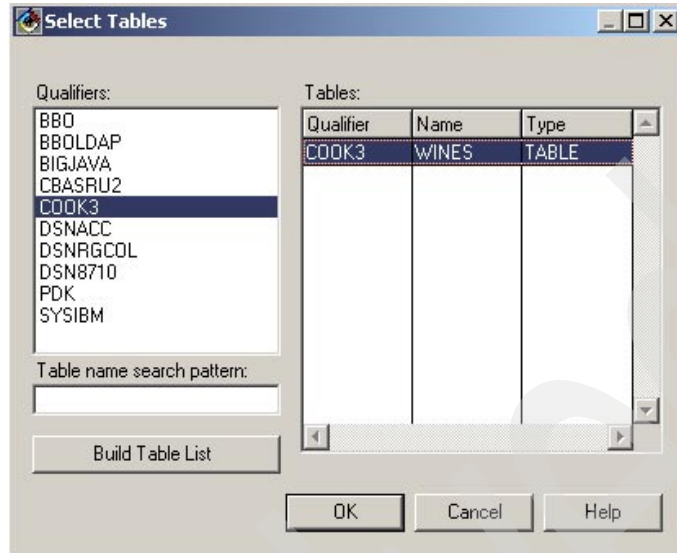 Select Tables
Qualifiers:
BBO
BBOLDAP
BIGJAVA
CBASRU2
COOK3
DSNACC
DSNRGCOL
DSN8710
PDK
SYSIBM
Table name search pattern:
Build Table List
Tables:
Qualifier Name Type
COOK3 WINES TABLE
OK Cancel Help